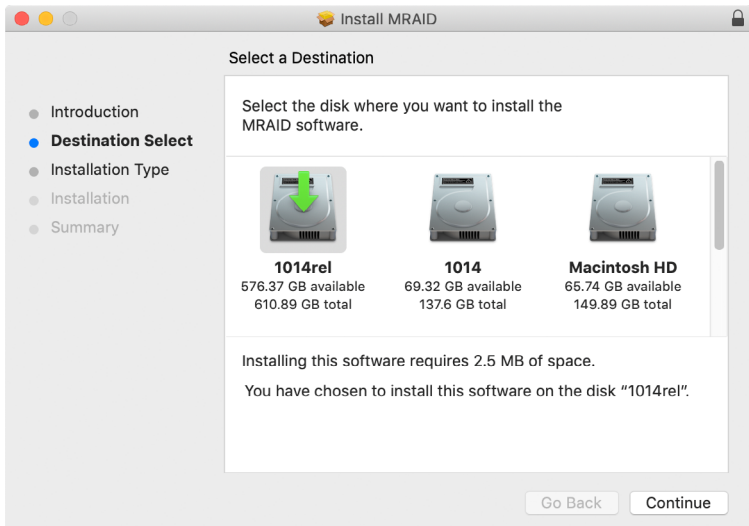 Install MRAID
Select a Destination
Introduction
Destination Select
Installation Type
Installation
Summary
Select the disk where you want to install the
MRAID software.
1014rel
576.37 GB available
610.89 GB total
1014
69.32 GB available
137.6 GB total
Macintosh HD
65.74 GB available
149.89 GB total
Installing this software requires 2.5 MB of space.
You have chosen to install this software on the disk “1014rel”.
Go Back
Continue